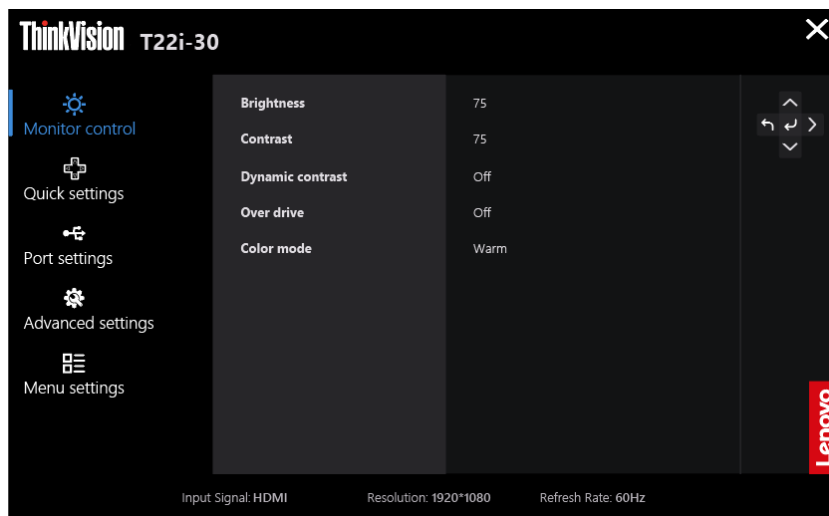 ThinkVision T22i-30
Monitor control
Quick settings
Port settings
Advanced settings
Menu settings
Brightness 75
Contrast 75
Dynamic contrast Off
Over drive Off
Color mode Warm
Lenovo
Input Signal: HDMI Resolution: 1920*1080 Refresh Rate: 60Hz